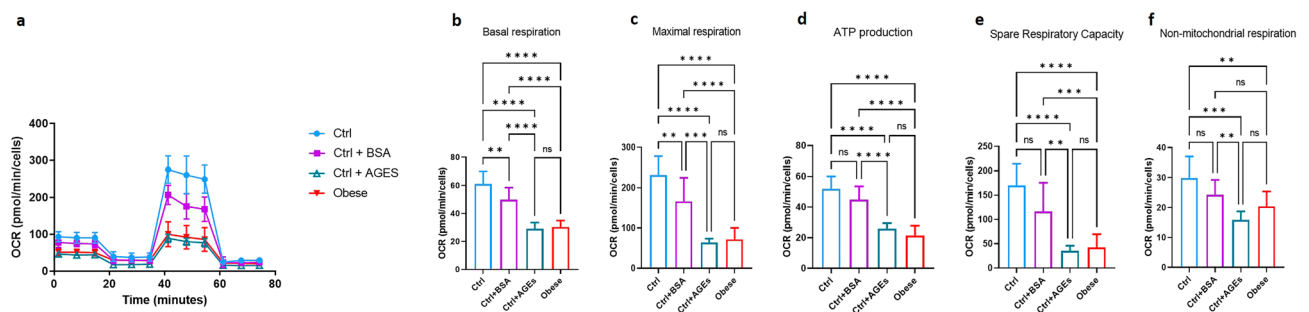 a
OCR (pmol/min/cells)
400
300
200
100
0
0
20
40
60
80
Time (minutes)
Ctrl
Ctrl + BSA
Ctrl + AGES
Obese
b
Basal respiration
****
****
****
****
**
ns
OCR (pmol/min/cells)
80
60
40
20
0
Ctrl
Ctrl+BSA
Ctrl+AGEs
Obese
c
Maximal respiration
****
****
****
** *** ns
OCR (pmol/min/cells)
300
200
100
0
Ctrl
Ctrl+BSA
Ctrl+AGEs
Obese
d
ATP production
****
****
**** ns
ns ****
OCR (pmol/min/cells)
80
60
40
20
0
Ctrl
Ctrl+BSA
Ctrl+AGEs
Obese
e
Spare Respiratory Capacity
****
***
****
ns ** ns
OCR (pmol/min/cells)
250
200
150
100
50
0
Ctrl
Ctrl+BSA
Ctrl+AGEs
Obese
f
Non-mitochondrial respiration
**
ns
***
ns ** ns
OCR (pmol/min/cells)
50
40
30
20
10
0
Ctrl
Ctrl+BSA
Ctrl+AGEs
Obese